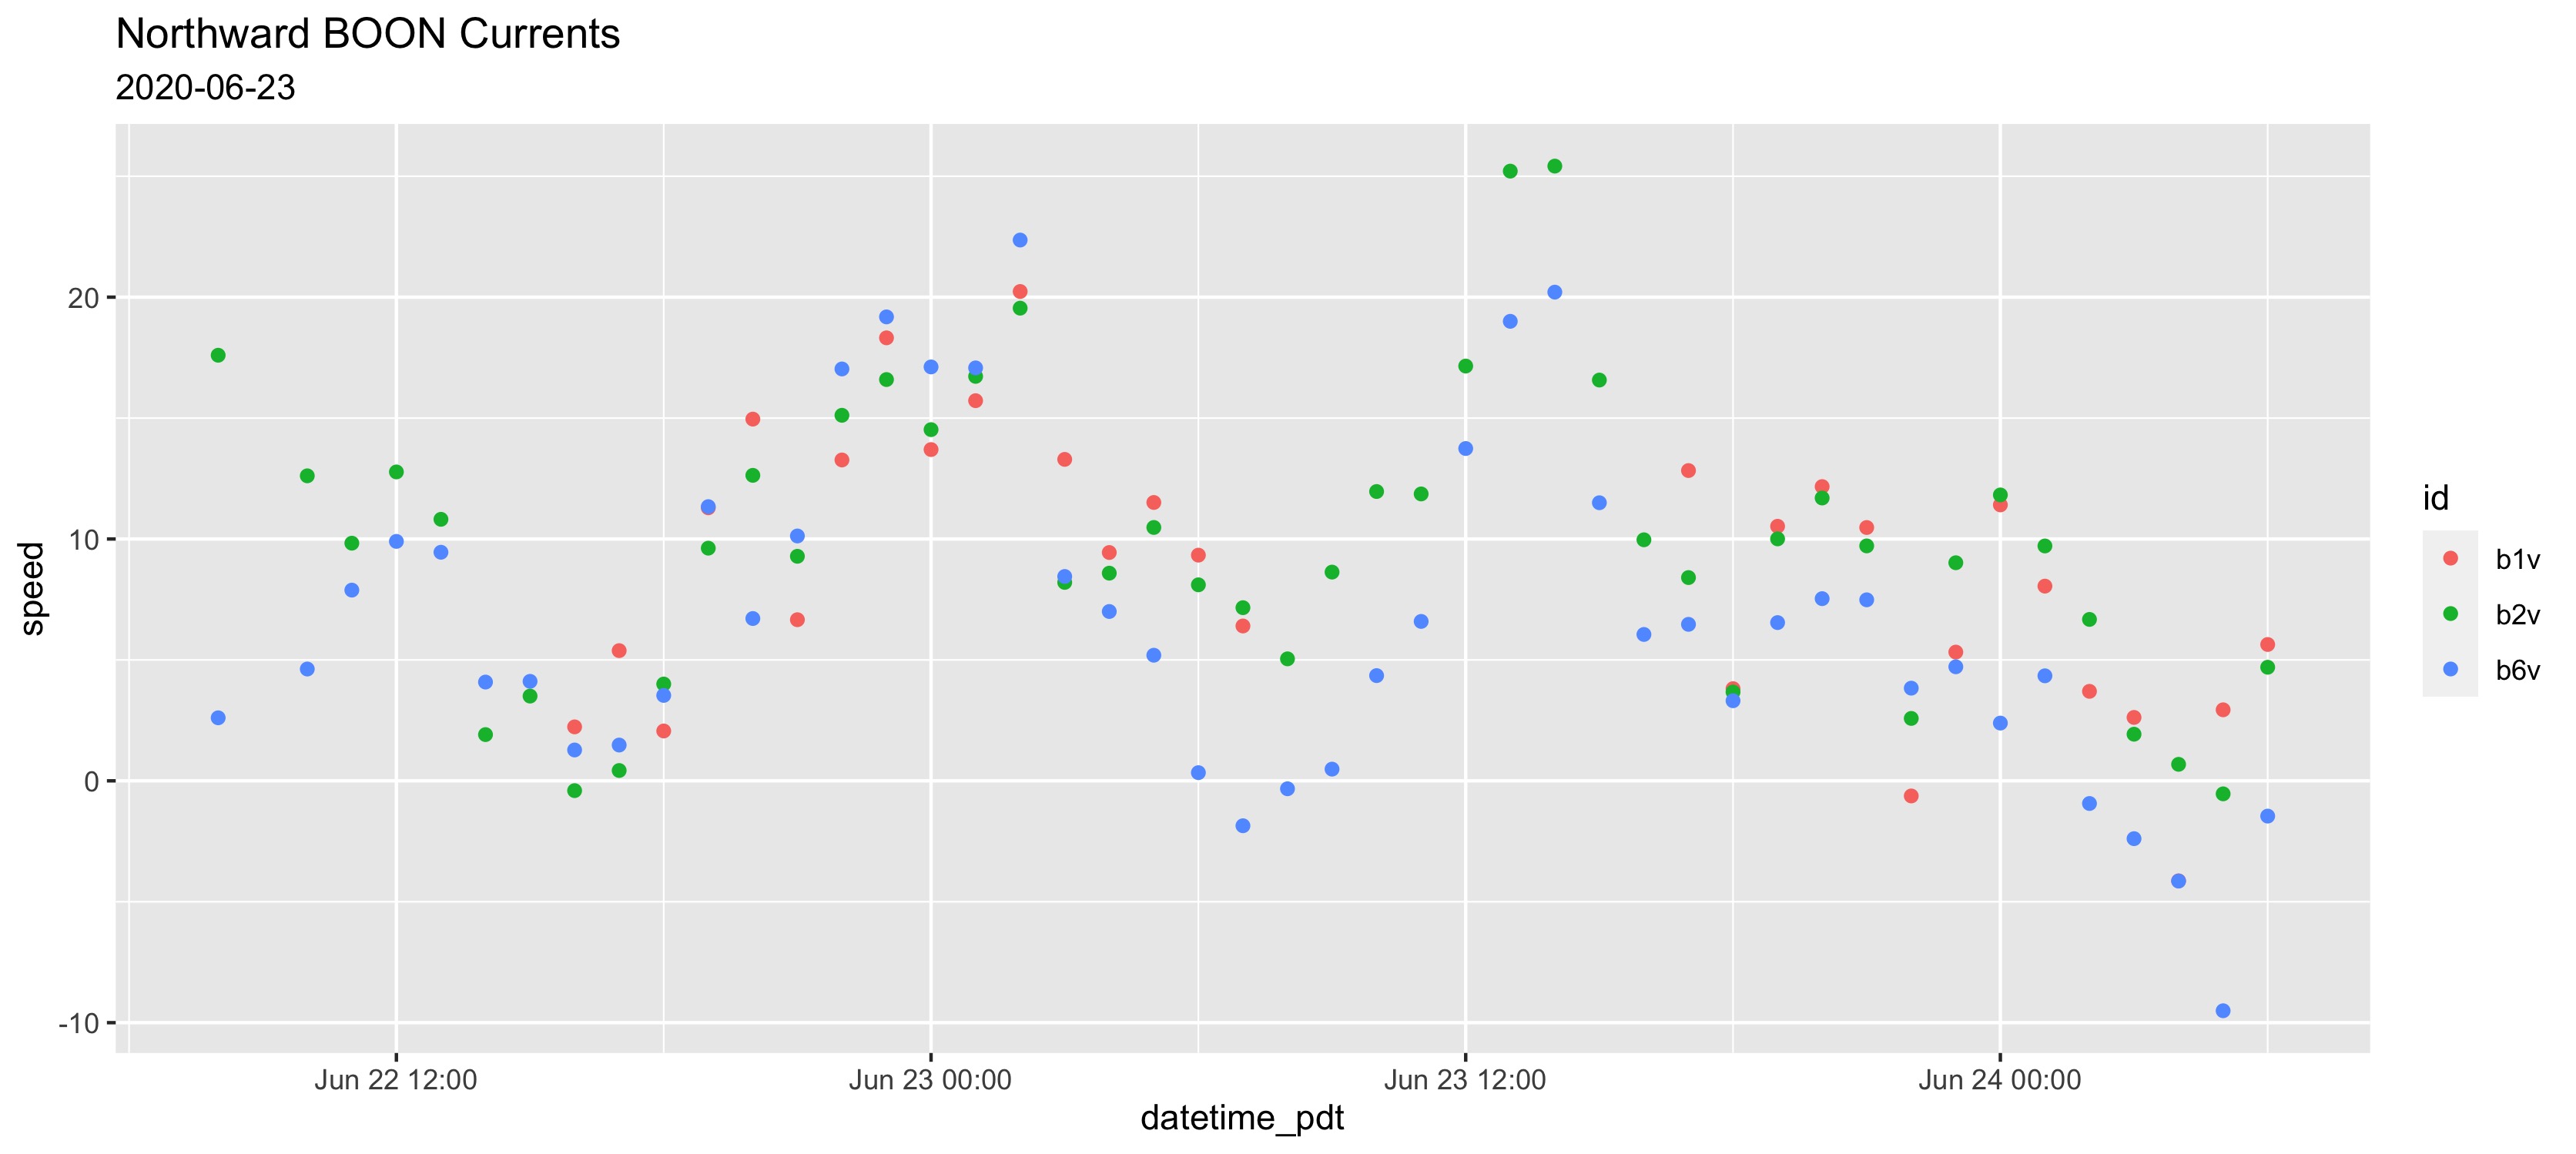 Northward BOON Currents
2020-06-23
speed
20
10
0
-10
Jun 22 12:00
Jun 23 00:00
Jun 23 12:00
Jun 24 00:00
datetime_pdt
id
b1v
b2v
b6v